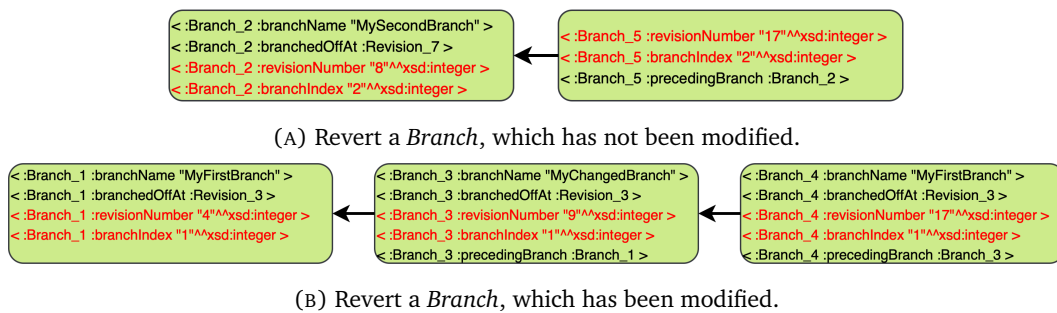 < :Branch_2 :branchName "MySecondBranch" >
< :Branch_2 :branchedOffAt :Revision_7 >
< :Branch_2 :revisionNumber "8"^^xsd:integer >
< :Branch_2 :branchIndex "2"^^xsd:integer >
< :Branch_5 :revisionNumber "17"^^xsd:integer >
< :Branch_5 :branchIndex "2"^^xsd:integer >
< :Branch_5 :precedingBranch :Branch_2 >
(A) Revert a Branch, which has not been modified.
< :Branch_1 :branchName "MyFirstBranch" >
< :Branch_1 :branchedOffAt :Revision_3 >
< :Branch_1 :revisionNumber "4"^^xsd:integer >
< :Branch_1 :branchIndex "1"^^xsd:integer >
< :Branch_3 :branchName "MyChangedBranch" >
< :Branch_3 :branchedOffAt :Revision_3 >
< :Branch_3 :revisionNumber "9"^^xsd:integer >
< :Branch_3 :branchIndex "1"^^xsd:integer >
< :Branch_3 :precedingBranch :Branch_1 >
< :Branch_4 :branchName "MyFirstBranch" >
< :Branch_4 :branchedOffAt :Revision_3 >
< :Branch_4 :revisionNumber "17"^^xsd:integer >
< :Branch_4 :branchIndex "1"^^xsd:integer >
< :Branch_4 :precedingBranch :Branch_3 >
(B) Revert a Branch, which has been modified.